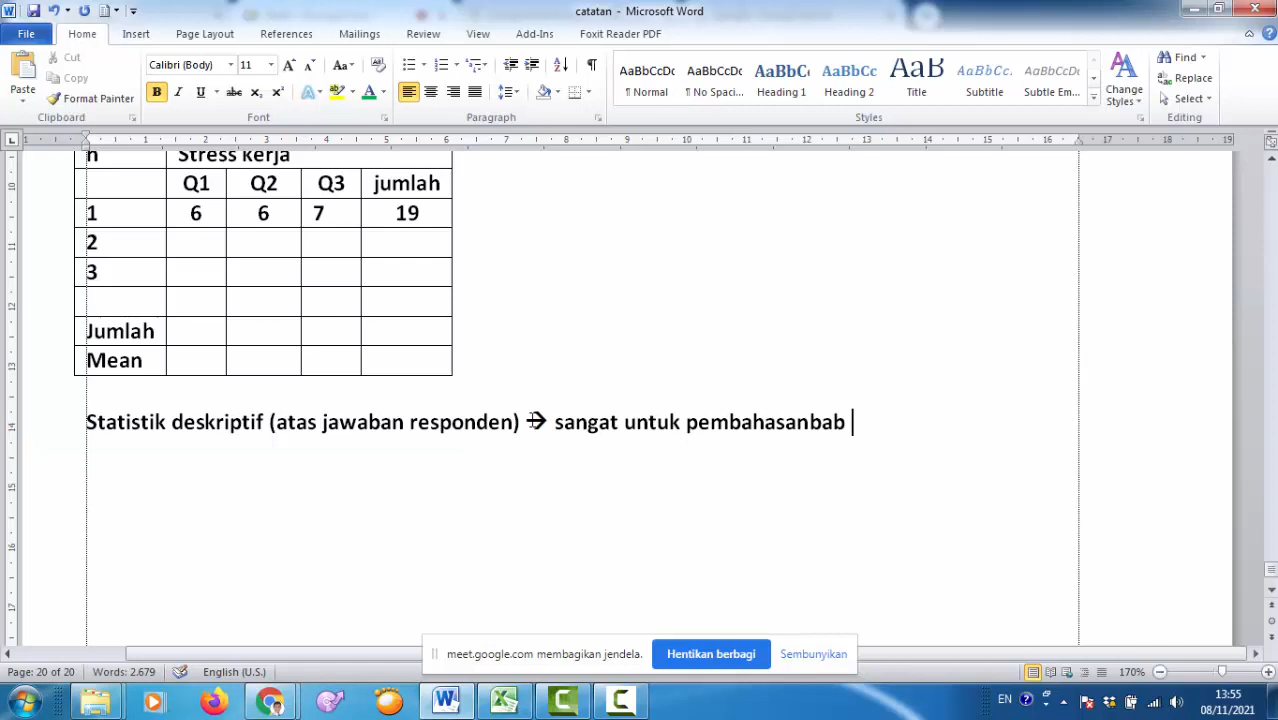 catatan - Microsoft Word
File Home Insert Page Layout References Mailings Review View Add-Ins Foxit Reader PDF
Paste
Cut
Copy
Format Painter
Clipboard
Calibri (Body) 11
Font
Paragraph
AaBbCcDc AaBbCcDc AaBbCc AaBbCc AaB AaBbCcDc AaBbCcDc
¶ Normal ¶ No Spaci... Heading 1 Heading 2 Title Subtitle Subtle Em...
Change Styles
Styles
Find
Replace
Select
Editing
n Stress kerja
Q1 Q2 Q3 jumlah
1 6 6 7 19
2
3
Jumlah
Mean
Statistik deskriptif (atas jawaban responden) → sangat untuk pembahasanbab
meet.google.com membagikan jendela. Hentikan berbagi Sembunyikan
Page: 20 of 20 Words: 2.679 English (U.S.) 170%
EN 13:55
08/11/2021